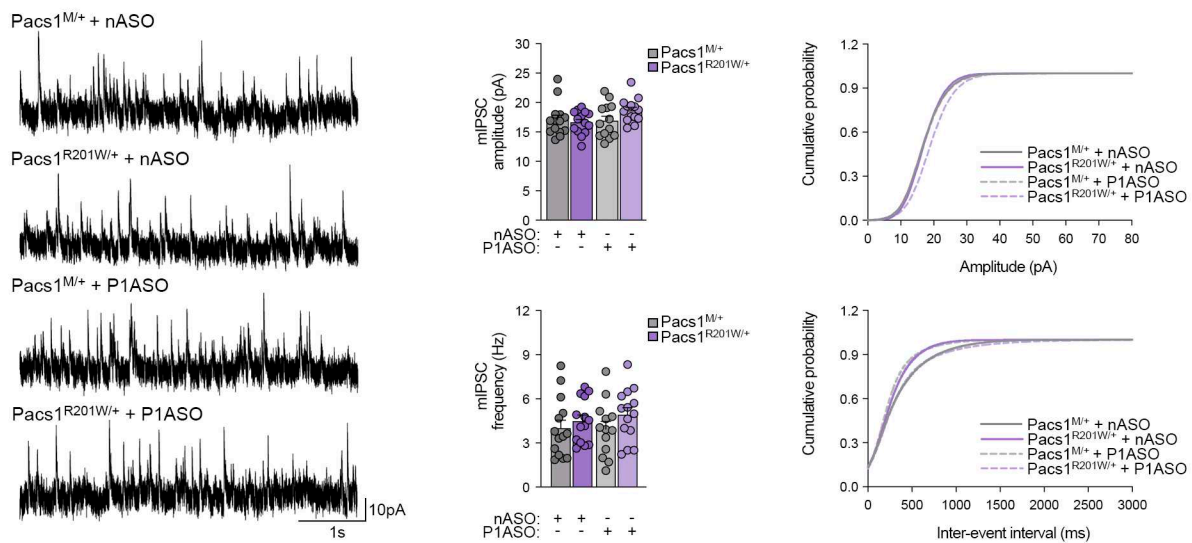 Pacs1M/+ + nASO
Pacs1R201W/+ + nASO
Pacs1M/+ + P1ASO
Pacs1R201W/+ + P1ASO
10pA
1s
30
25
20
15
10
5
0
mIPSC
amplitude (pA)
Pacs1M/+
Pacs1R201W/+
nASO: + + - -
P1ASO: - - + +
1.2
0.9
0.6
0.3
0.0
Cumulative probability
Pacs1M/+ + nASO
Pacs1R201W/+ + nASO
Pacs1M/+ + P1ASO
Pacs1R201W/+ + P1ASO
0 10 20 30 40 50 60 70 80
Amplitude (pA)
12
9
6
3
0
mIPSC
frequency (Hz)
Pacs1M/+
Pacs1R201W/+
nASO: + + - -
P1ASO: - - + +
1.2
0.9
0.6
0.3
0.0
Cumulative probability
Pacs1M/+ + nASO
Pacs1R201W/+ + nASO
Pacs1M/+ + P1ASO
Pacs1R201W/+ + P1ASO
0 500 1000 1500 2000 2500 3000
Inter-event interval (ms)